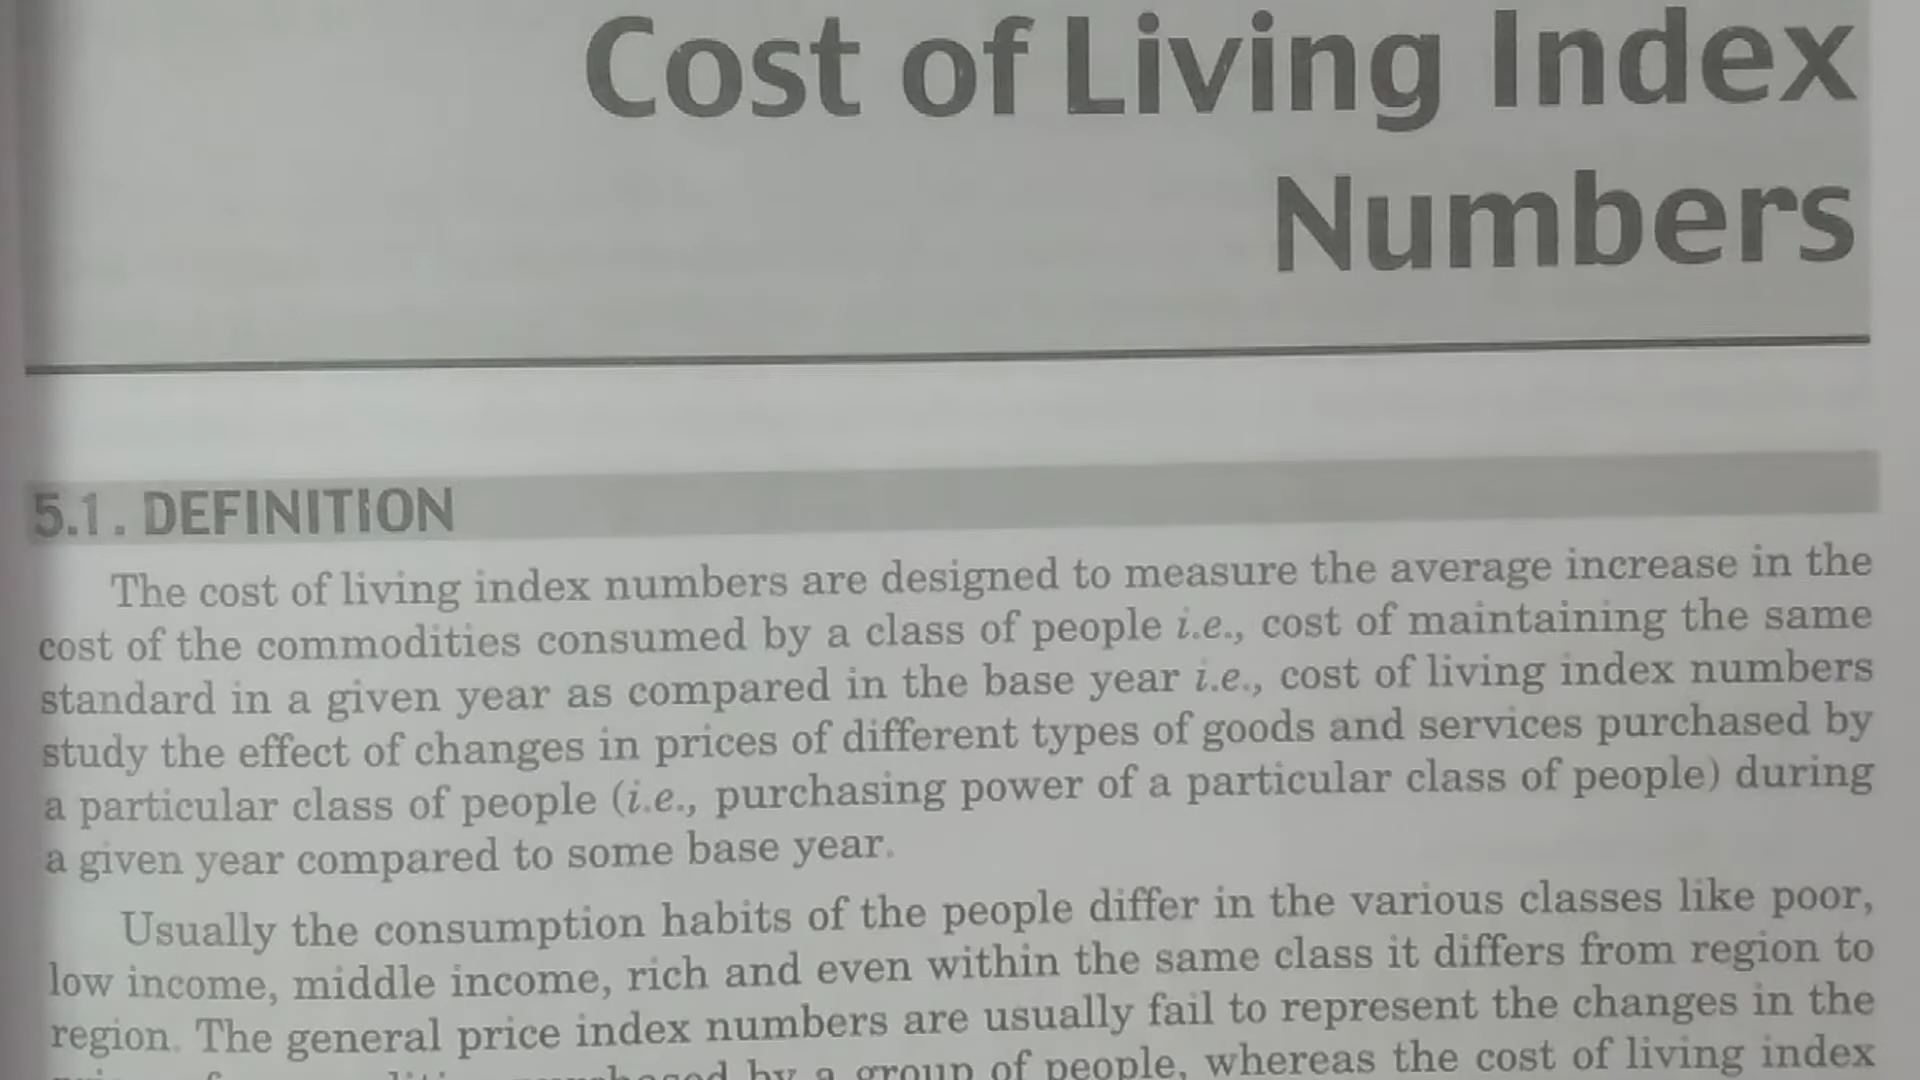 Cost of Living Index
Numbers
5.1. DEFINITION
The cost of living index numbers are designed to measure the average increase in the
cost of the commodities consumed by a class of people i.e., cost of maintaining the same
standard in a given year as compared in the base year i.e., cost of living index numbers
study the effect of changes in prices of different types of goods and services purchased by
a particular class of people (i.e., purchasing power of a particular class of people) during
a given year compared to some base year.
Usually the consumption habits of the people differ in the various classes like poor,
low income, middle income, rich and even within the same class it differs from region to
region. The general price index numbers are usually fail to represent the changes in the
by a group of people, whereas the cost of living index